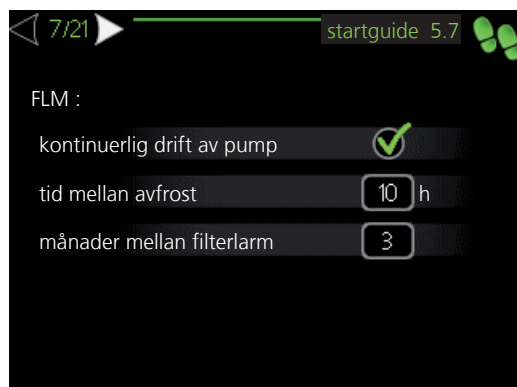 7/21
startguide 5.7
FLM :
kontinuerlig drift av pump
tid mellan avfrost 10 h
månader mellan filterlarm 3